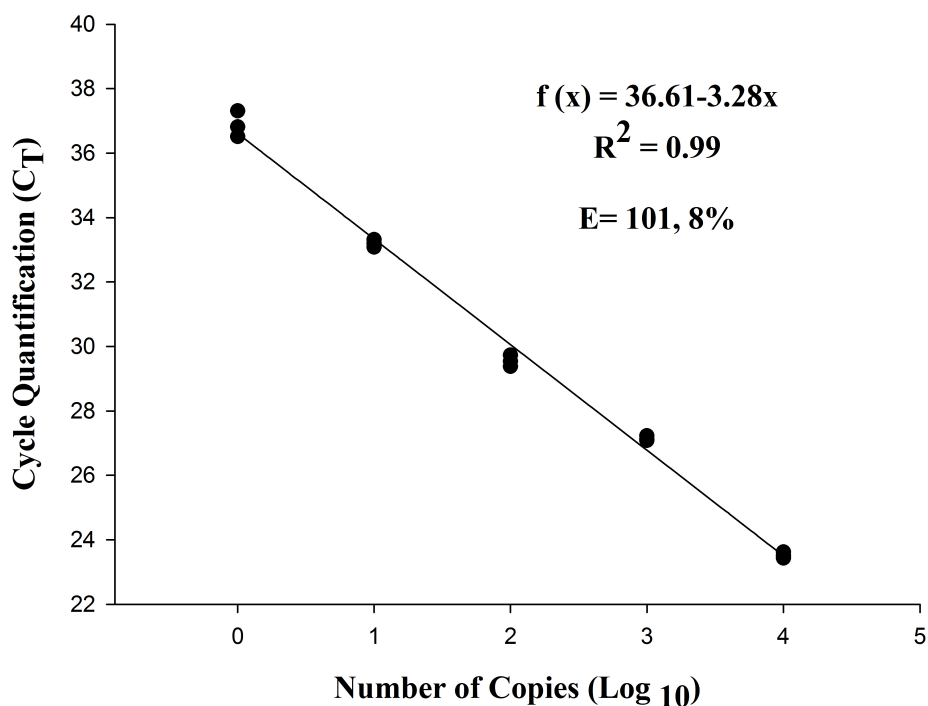 40
38
36
34
32
30
28
26
24
22
Cycle Quantification (CT)
f (x) = 36.61-3.28x
R2 = 0.99
E= 101, 8%
0 1 2 3 4 5
Number of Copies (Log 10)